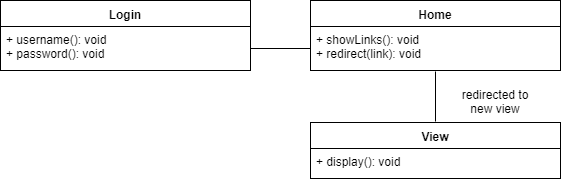 Login
+ username(): void
+ password(): void
Home
+ showLinks(): void
+ redirect(link): void
redirected to
new view
View
+ display(): void